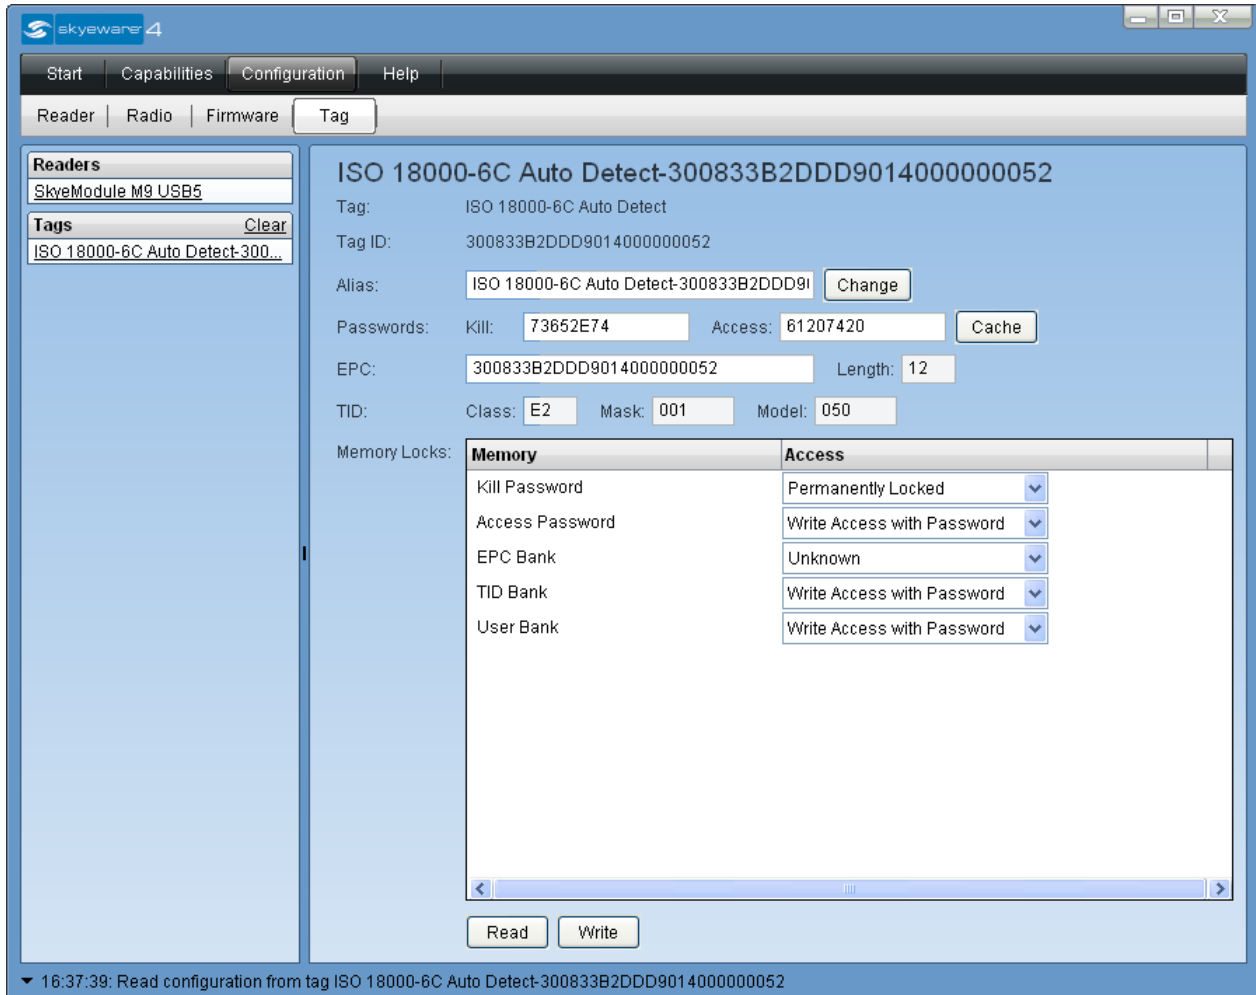 skyeware 4
Start Capabilities Configuration Help
Reader Radio Firmware Tag
Readers
SkyeModule M9 USB5
Tags Clear
ISO 18000-6C Auto Detect-300...
ISO 18000-6C Auto Detect-300833B2DDD9014000000052
Tag: ISO 18000-6C Auto Detect
Tag ID: 300833B2DDD9014000000052
Alias: ISO 18000-6C Auto Detect-300833B2DDD9 Change
Passwords: Kill: 73652E74 Access: 61207420 Cache
EPC: 300833B2DDD9014000000052 Length: 12
TID: Class: E2 Mask: 001 Model: 050
Memory Locks: Memory Access
Kill Password Permanently Locked
Access Password Write Access with Password
EPC Bank Unknown
TID Bank Write Access with Password
User Bank Write Access with Password
Read Write
16:37:39: Read configuration from tag ISO 18000-6C Auto Detect-300833B2DDD9014000000052